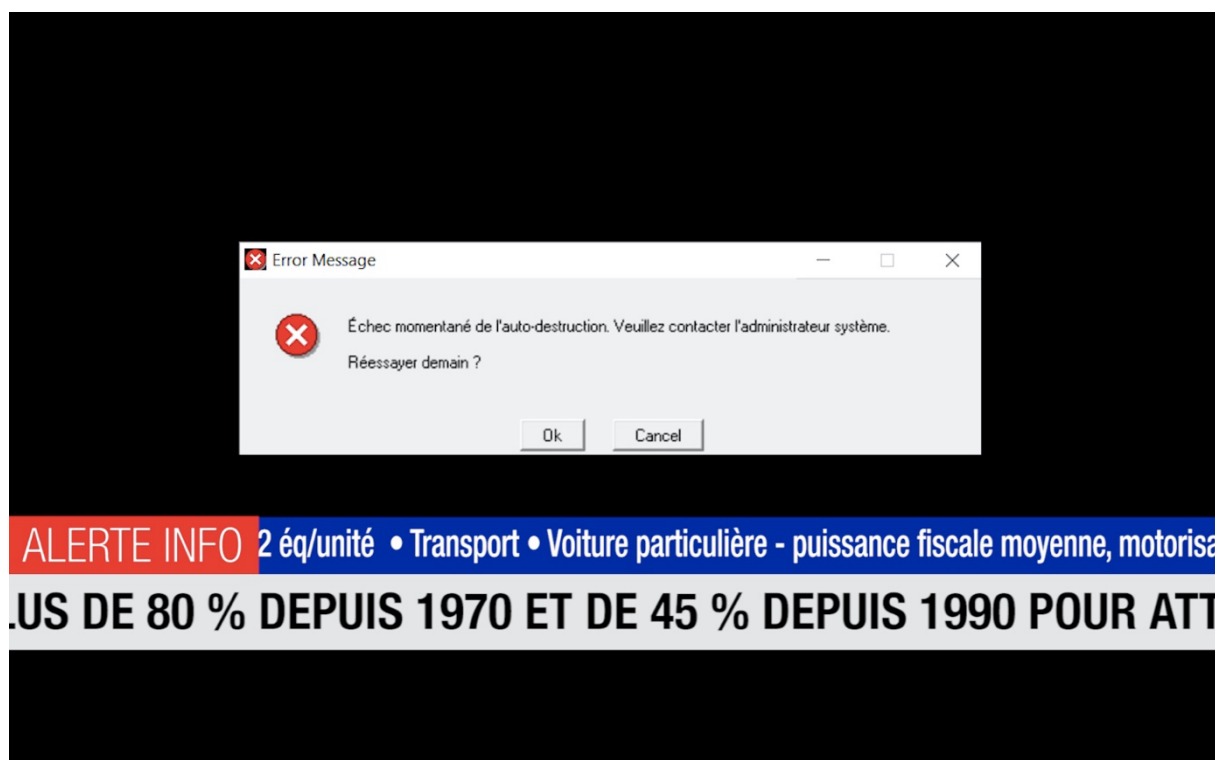 Error Message
Échec momentané de l'auto-destruction. Veuillez contacter l'administrateur système.
Réessayer demain ?
Ok Cancel
ALERTE INFO 2 éq/unité • Transport • Voiture particulière - puissance fiscale moyenne, motorisa
LUS DE 80 % DEPUIS 1970 ET DE 45 % DEPUIS 1990 POUR ATT